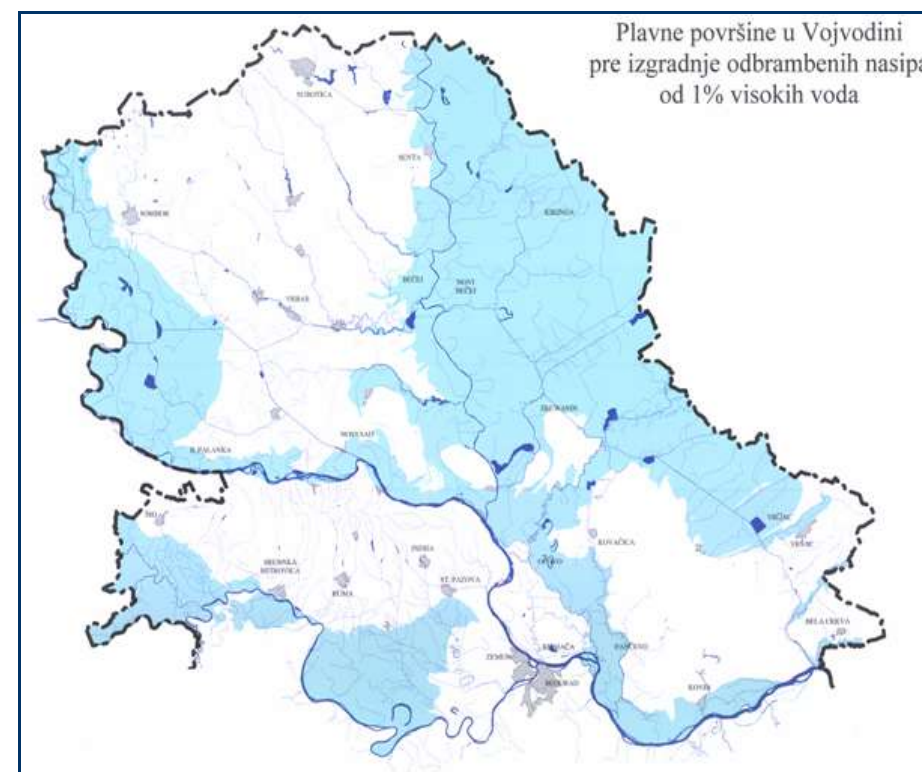 Plavne površine u Vojvodini
pre izgradnje odbrambenih nasipa
od 1% visokih voda
SUBOTICA
SENTA
KIKINDA
SOMBOR
BEČEJ
NOVI
BEČEJ
VRBAS
ZRENJANIN
NOVI SAD
B. PALANKA
ŠID
VRŠAC
KOVAČICA
INĐIJA
SREMSKA
MITROVICA
RUMA
ST. PAZOVA
BELA CRKVA
ZEMUN
PANČEVO
BEOGRAD
KOVIN